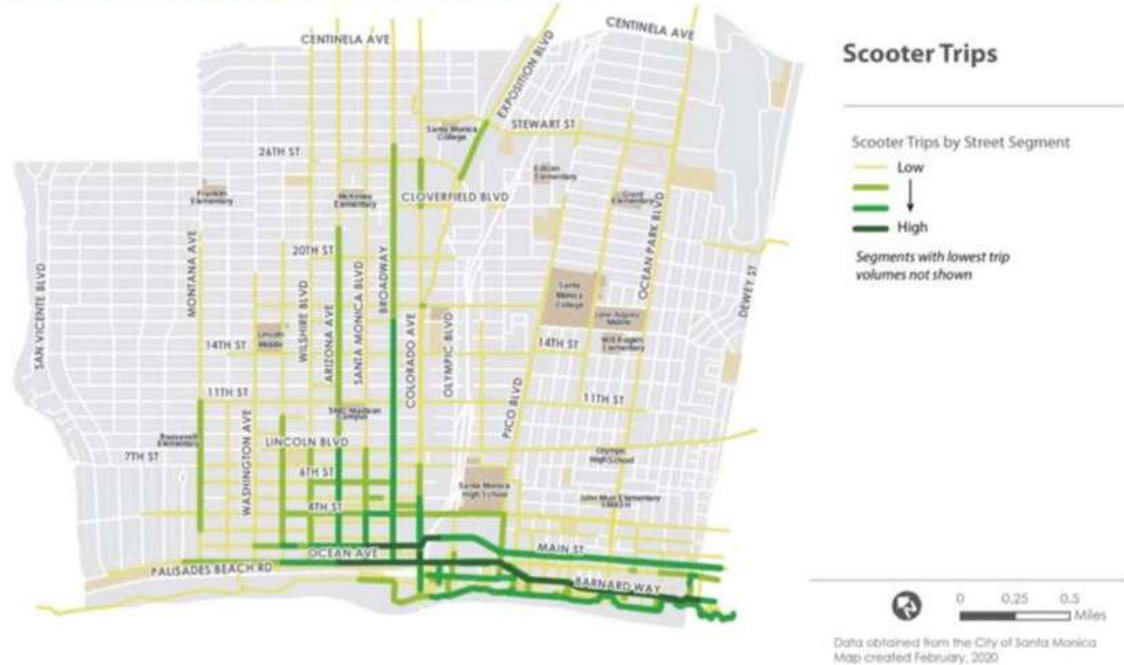 CENTINELA AVE
CENTINELA AVE
EXPOSITION BLVD
Santa Monica
College
STEWART ST
26TH ST
Edison
Elementary
Franklin
Elementary
McKinley
Elementary
CLOVERFIELD BLVD
Grant
Elementary
SAN VICENTE BLVD
MONTANA AVE
20TH ST
WILSHIRE BLVD
ARIZONA AVE
SANTA MONICA BLVD
BROADWAY
COLORADO AVE
OLYMPIC BLVD
PICO BLVD
OCEAN PARK BLVD
DEWEY ST
Santa
Monica
College
John Adams
Middle
Will Rogers
Elementary
Lincoln
Middle
14TH ST
14TH ST
11TH ST
11TH ST
SMC Madison
Campus
WASHINGTON AVE
Roosevelt
Elementary
LINCOLN BLVD
7TH ST
Olympic
High School
6TH ST
Santa Monica
High School
John Muir Elementary
SMASH
4TH ST
OCEAN AVE
MAIN ST
PALISADES BEACH RD
BARNARD WAY
Scooter Trips
Scooter Trips by Street Segment
Low
High
Segments with lowest trip
volumes not shown
0 0.25 0.5
Miles
Data obtained from the City of Santa Monica
Map created February, 2020